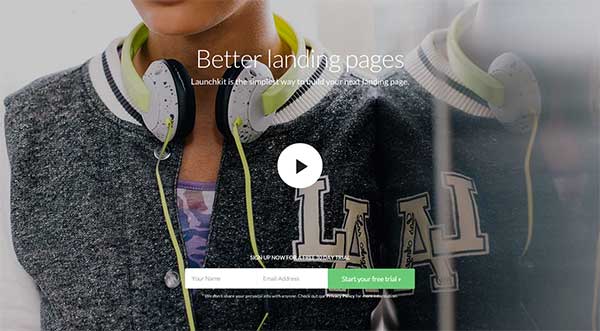 Better landing pages
Launchkit is the simplest way to build your next landing page.
SIGN UP NOW FOR A FREE 30 DAY TRIAL
Your Name
Email Address
Start your free trial ›
We don't share your personal info with anyone. Check out our Privacy Policy for more information.